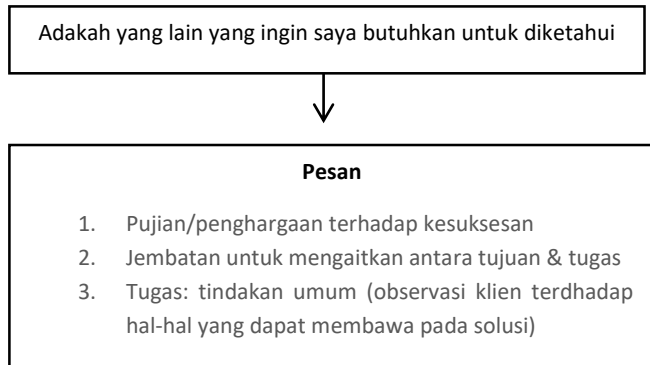 Adakah yang lain yang ingin saya butuhkan untuk diketahui
Pesan
1. Pujian/penghargaan terhadap kesuksesan
2. Jembatan untuk mengaitkan antara tujuan & tugas
3. Tugas: tindakan umum (observasi klien terdhadap
hal-hal yang dapat membawa pada solusi)